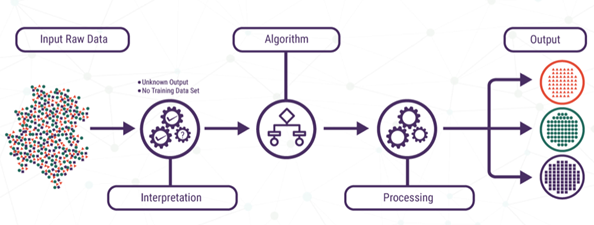 Input Raw Data
Algorithm
Output
• Unknown Output
• No Training Data Set
?
Interpretation
Processing